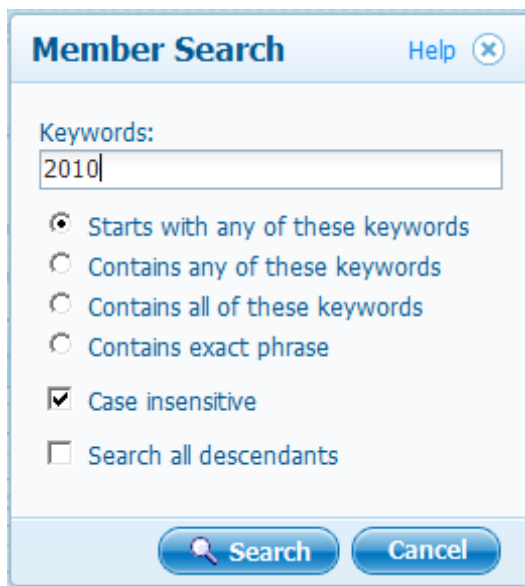 Member Search Help
Keywords:
2010
Starts with any of these keywords
Contains any of these keywords
Contains all of these keywords
Contains exact phrase
Case insensitive
Search all descendants
Search Cancel